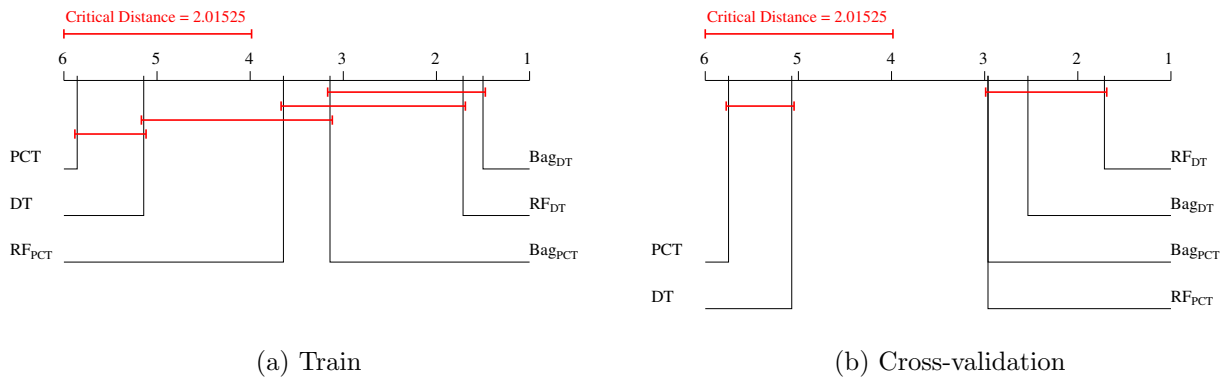 Critical Distance = 2.01525
6 5 4 3 2 1
PCT
DT
RF_PCT
Bag_DT
RF_DT
Bag_PCT
(a) Train
Critical Distance = 2.01525
6 5 4 3 2 1
PCT
DT
RF_DT
Bag_DT
Bag_PCT
RF_PCT
(b) Cross-validation